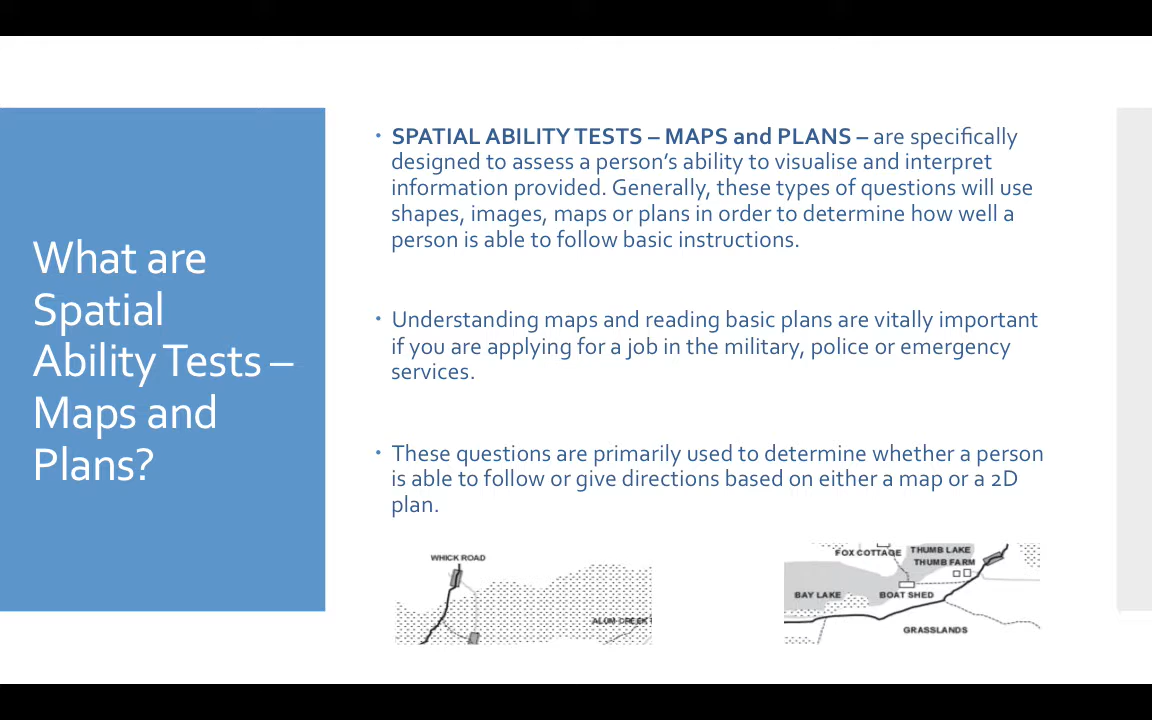 What are
Spatial
Ability Tests –
Maps and
Plans?
• SPATIAL ABILITY TESTS – MAPS and PLANS – are specifically
designed to assess a person's ability to visualise and interpret
information provided. Generally, these types of questions will use
shapes, images, maps or plans in order to determine how well a
person is able to follow basic instructions.
• Understanding maps and reading basic plans are vitally important
if you are applying for a job in the military, police or emergency
services.
• These questions are primarily used to determine whether a person
is able to follow or give directions based on either a map or a 2D
plan.
WHICK ROAD
ALUM CREEK
FOX COTTAGE
THUMB LAKE
THUMB FARM
BAY LAKE
BOAT SHED
GRASSLANDS